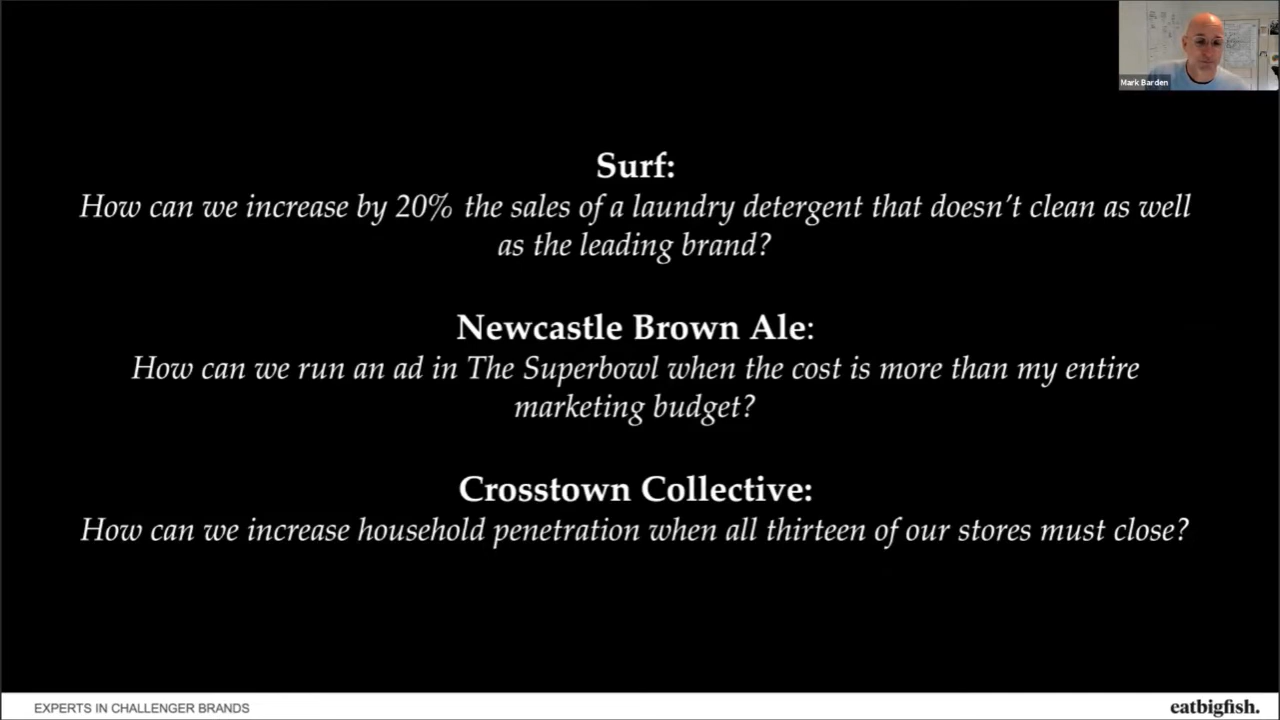 Mark Barden
Surf:
How can we increase by 20% the sales of a laundry detergent that doesn't clean as well
as the leading brand?
Newcastle Brown Ale:
How can we run an ad in The Superbowl when the cost is more than my entire
marketing budget?
Crosstown Collective:
How can we increase household penetration when all thirteen of our stores must close?
EXPERTS IN CHALLENGER BRANDS
eatbigfish.